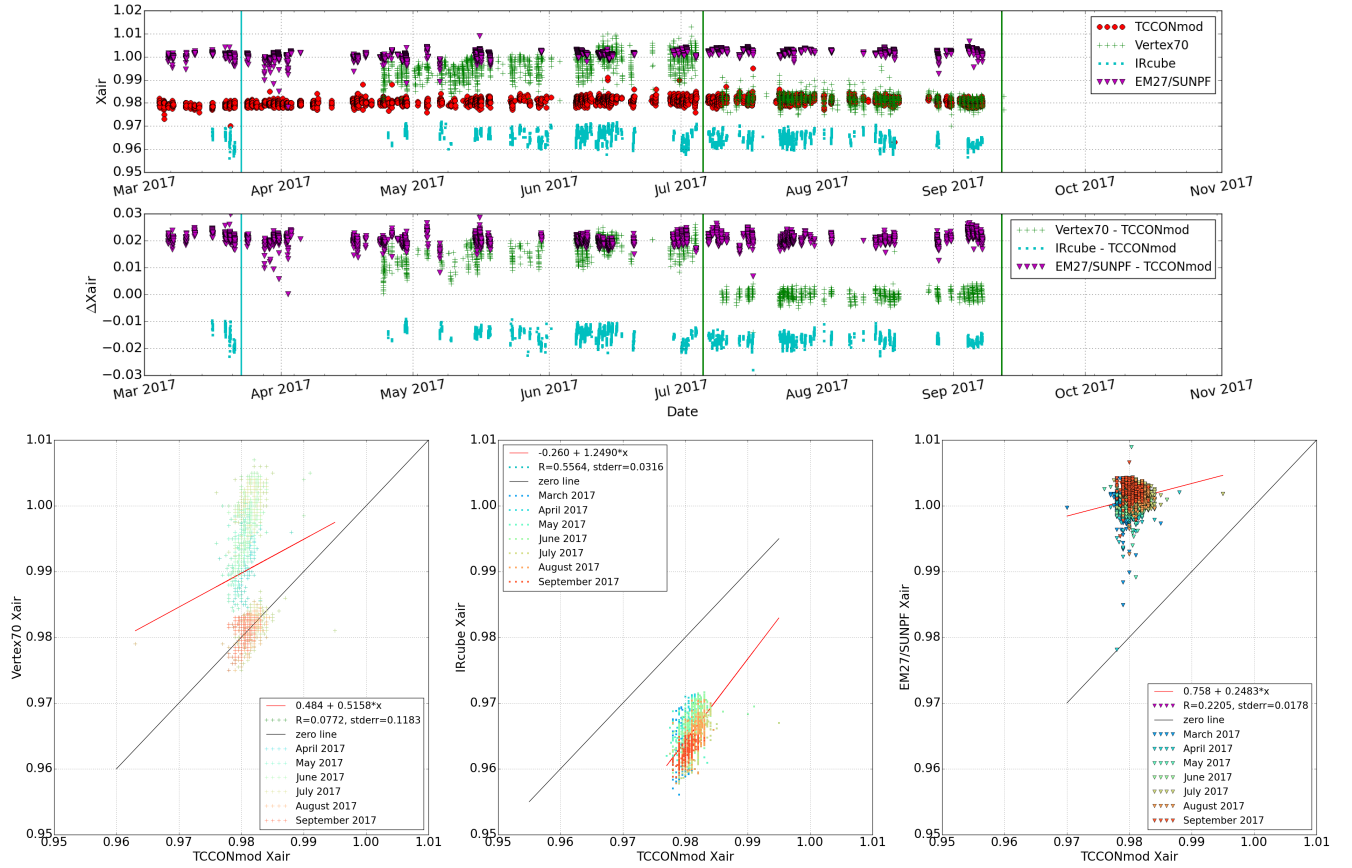 1.02
1.01
1.00
0.99
0.98
0.97
0.96
0.95
Xair
TCCONmod
Vertex70
IRcube
EM27/SUNPF
Mar 2017
Apr 2017
May 2017
Jun 2017
Jul 2017
Aug 2017
Sep 2017
Oct 2017
Nov 2017
0.03
0.02
0.01
0.00
−0.01
−0.02
−0.03
ΔXair
Vertex70 - TCCONmod
IRcube - TCCONmod
EM27/SUNPF - TCCONmod
Mar 2017
Apr 2017
May 2017
Jun 2017
Jul 2017
Aug 2017
Sep 2017
Oct 2017
Nov 2017
Date
1.01
1.00
0.99
0.98
0.97
0.96
0.95
Vertex70 Xair
0.484 + 0.5158*x
R=0.0772, stderr=0.1183
zero line
April 2017
May 2017
June 2017
July 2017
August 2017
September 2017
0.95
0.96
0.97
0.98
0.99
1.00
1.01
TCCONmod Xair
1.01
1.00
0.99
0.98
0.97
0.96
0.95
IRcube Xair
-0.260 + 1.2490*x
R=0.5564, stderr=0.0316
zero line
March 2017
April 2017
May 2017
June 2017
July 2017
August 2017
September 2017
0.95
0.96
0.97
0.98
0.99
1.00
1.01
TCCONmod Xair
1.01
1.00
0.99
0.98
0.97
0.96
0.95
EM27/SUNPF Xair
0.758 + 0.2483*x
R=0.2205, stderr=0.0178
zero line
March 2017
April 2017
May 2017
June 2017
July 2017
August 2017
September 2017
0.95
0.96
0.97
0.98
0.99
1.00
1.01
TCCONmod Xair